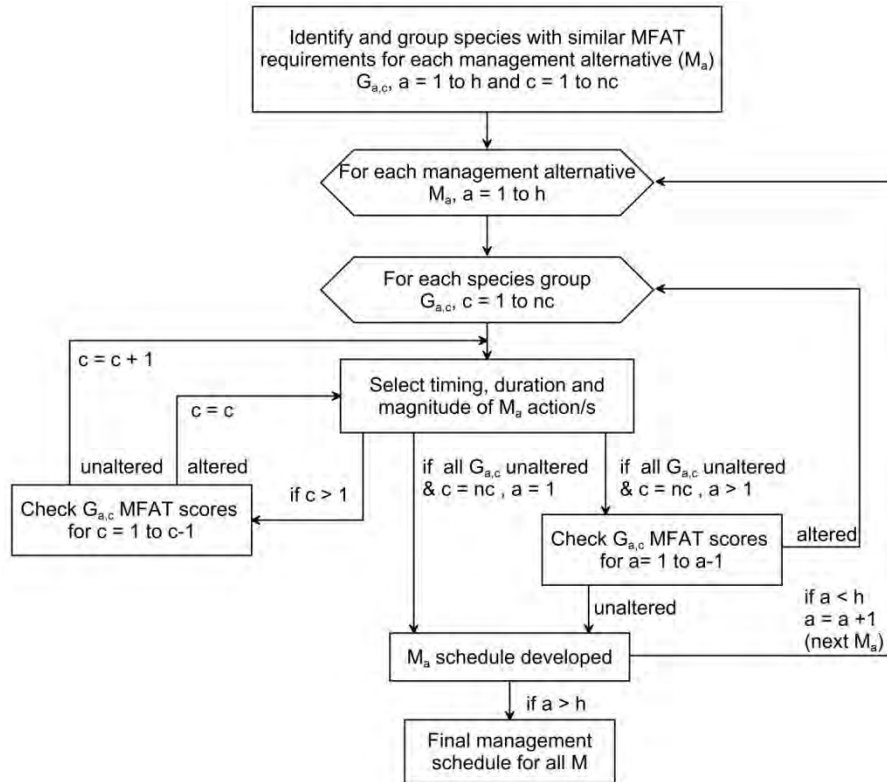 Identify and group species with similar MFAT
requirements for each management alternative (Mₐ)
Gₐ,c, a = 1 to h and c = 1 to nc
For each management alternative
Mₐ, a = 1 to h
For each species group
Gₐ,c, c = 1 to nc
c = c + 1
Select timing, duration and
magnitude of Mₐ action/s
c = c
unaltered
altered
if c > 1
if all Gₐ,c unaltered
& c = nc , a = 1
if all Gₐ,c unaltered
& c = nc , a > 1
Check Gₐ,c MFAT scores
for c = 1 to c-1
Check Gₐ,c MFAT scores
for a= 1 to a-1
altered
unaltered
if a < h
a = a +1
(next Mₐ)
Mₐ schedule developed
if a > h
Final management
schedule for all M